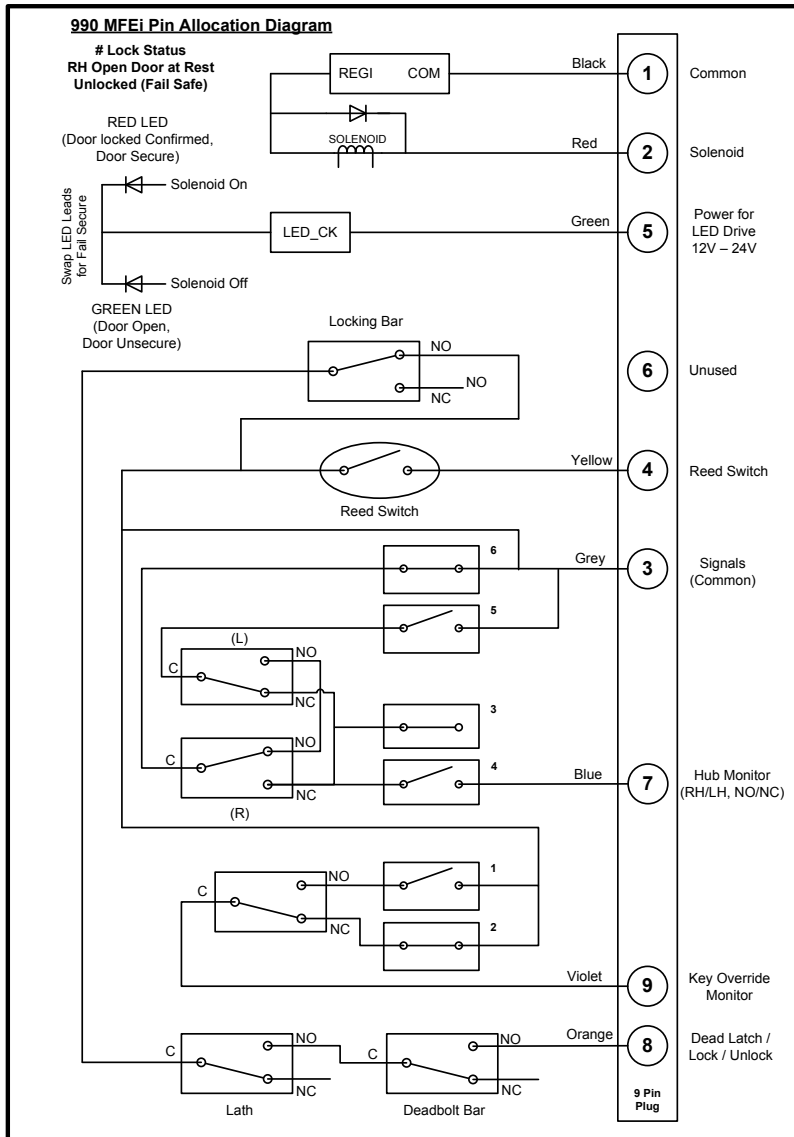 990 MFEi Pin Allocation Diagram
# Lock Status
RH Open Door at Rest
Unlocked (Fail Safe)
REGI COM
Black
1
Common
RED LED
(Door locked Confirmed,
Door Secure)
SOLENOID
Red
2
Solenoid
Solenoid On
Swap LED Leads
for Fail Secure
LED_CK
Green
5
Power for
LED Drive
12V – 24V
Solenoid Off
GREEN LED
(Door Open,
Door Unsecure)
Locking Bar
NO
NO
NC
6
Unused
Yellow
4
Reed Switch
Reed Switch
6
Grey
3
Signals
(Common)
5
(L)
C
NO
NC
3
NO
C
4
Blue
7
Hub Monitor
(RH/LH, NO/NC)
NC
(R)
1
NO
C
2
NC
Violet
9
Key Override
Monitor
Orange
8
Dead Latch /
Lock / Unlock
C
NO
C
NO
NC
NC
Lath
Deadbolt Bar
9 Pin
Plug